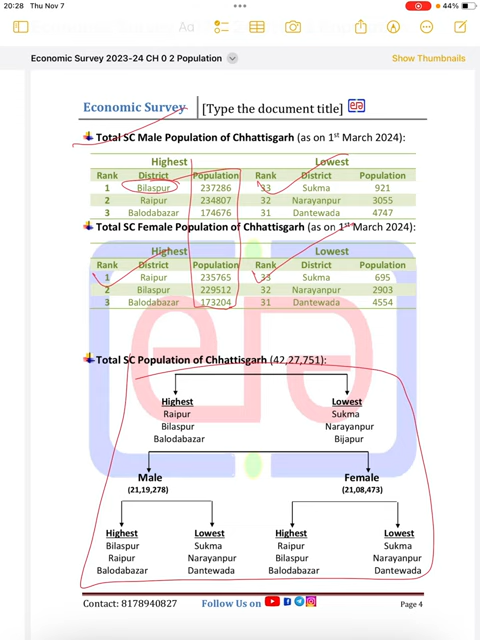 20:28 Thu Nov 7
44%
Aa
Economic Survey 2023-24 CH 0 2 Population
Show Thumbnails
Economic Survey [Type the document title]
Total SC Male Population of Chhattisgarh (as on 1st March 2024):
Highest Lowest
Rank District Population Rank District Population
1 Bilaspur 237286 33 Sukma 921
2 Raipur 234807 32 Narayanpur 3055
3 Balodabazar 174676 31 Dantewada 4747
Total SC Female Population of Chhattisgarh (as on 1st March 2024):
Highest Lowest
Rank District Population Rank District Population
1 Raipur 235765 33 Sukma 695
2 Bilaspur 229512 32 Narayanpur 2903
3 Balodabazar 173204 31 Dantewada 4554
Total SC Population of Chhattisgarh (42,27,751):
Highest Lowest
Raipur Sukma
Bilaspur Narayanpur
Balodabazar Bijapur
Male Female
(21,19,278) (21,08,473)
Highest Lowest Highest Lowest
Bilaspur Sukma Raipur Sukma
Raipur Narayanpur Bilaspur Narayanpur
Balodabazar Dantewada Balodabazar Dantewada
Contact: 8178940827 Follow Us on Page 4